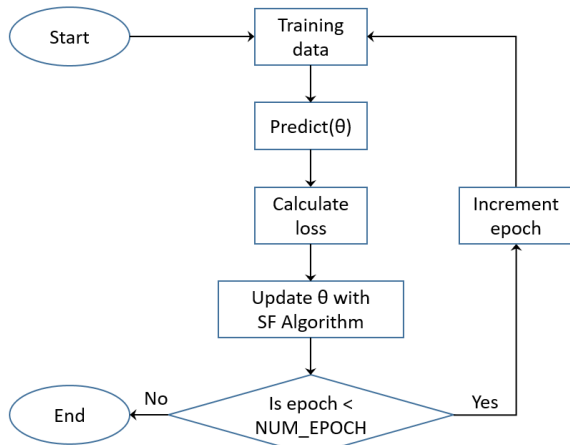 Start
Training
data
Predict(θ)
Calculate
loss
Increment
epoch
Update θ with
SF Algorithm
No
Is epoch <
NUM_EPOCH
Yes
End